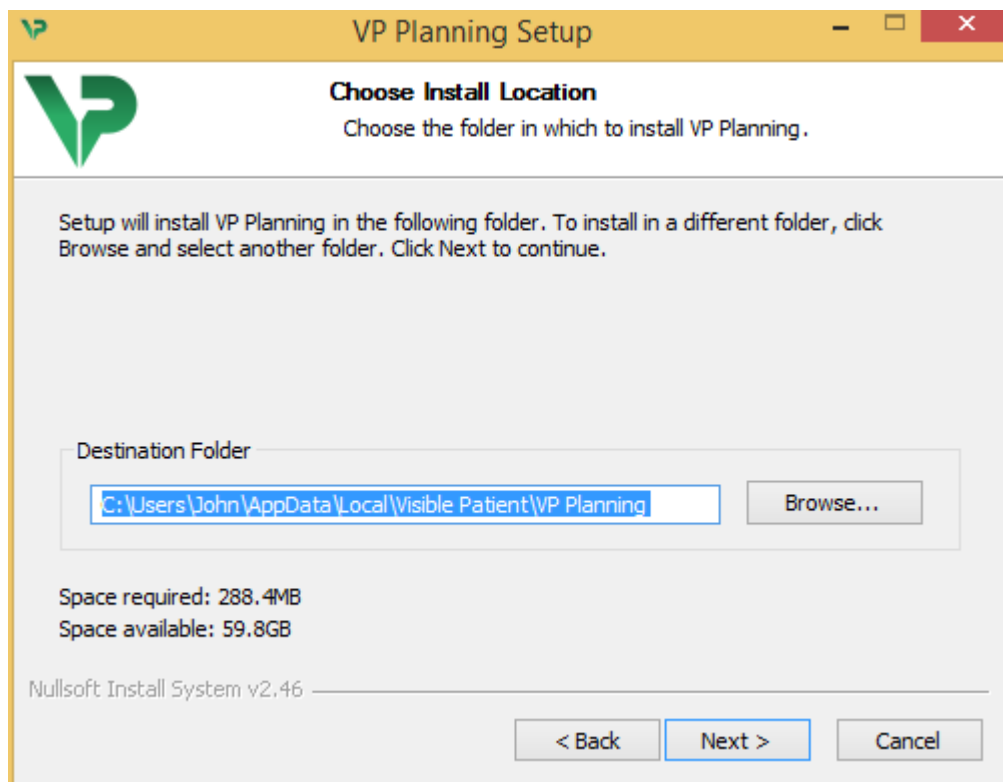 VP Planning Setup
VP
Choose Install Location
Choose the folder in which to install VP Planning.
Setup will install VP Planning in the following folder. To install in a different folder, click
Browse and select another folder. Click Next to continue.
Destination Folder
C:\Users\John\AppData\Local\Visible Patient\VP Planning
Browse...
Space required: 288.4MB
Space available: 59.8GB
Nullsoft Install System v2.46
< Back
Next >
Cancel